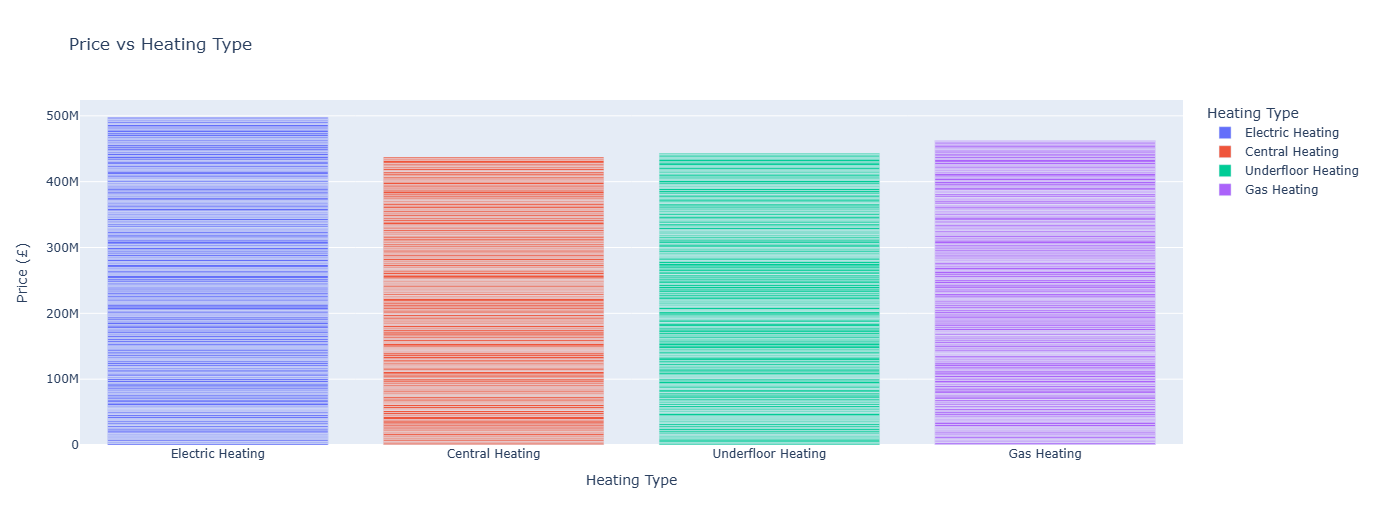 Price vs Heating Type
500M
400M
300M
200M
100M
0
Price (£)
Electric Heating
Central Heating
Underfloor Heating
Gas Heating
Heating Type
Heating Type
Electric Heating
Central Heating
Underfloor Heating
Gas Heating